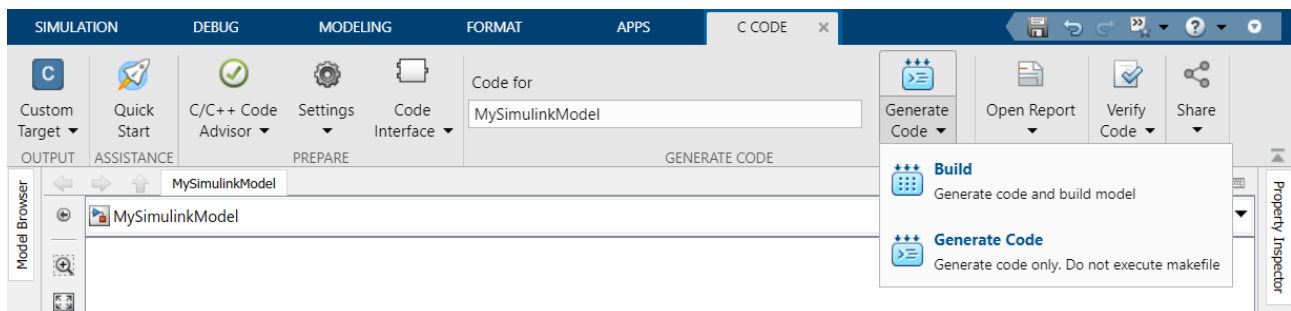 SIMULATION DEBUG MODELING FORMAT APPS C CODE
C
Code for
Custom Target Quick Start C/C++ Code Advisor Settings Code Interface MySimulinkModel Generate Code Open Report Verify Code Share
OUTPUT ASSISTANCE PREPARE GENERATE CODE
MySimulinkModel
MySimulinkModel
Model Browser
Build
Generate code and build model
Generate Code
Generate code only. Do not execute makefile
Property Inspector